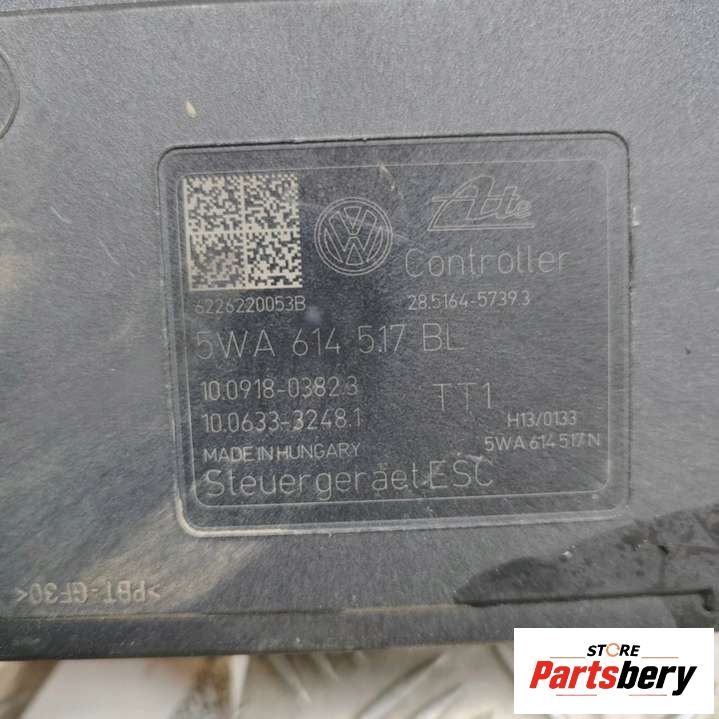 VW Ate
Controller
6226220053B 28.5164-5739.3
5WA 614 517 BL
10.0918-0382.3 TT1
10.0633-3248.1 H13/0133
MADE IN HUNGARY 5WA 614 517 N
Steuergeraet ESC
>PBT-GF30<
STORE
Partsbery